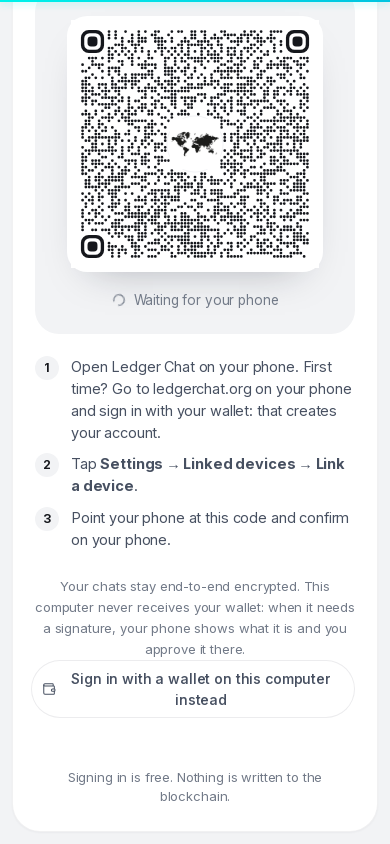 Waiting for your phone
1 Open Ledger Chat on your phone. First
time? Go to ledgerchat.org on your phone
and sign in with your wallet: that creates
your account.
2 Tap Settings → Linked devices → Link
a device.
3 Point your phone at this code and confirm
on your phone.
Your chats stay end-to-end encrypted. This
computer never receives your wallet: when it needs
a signature, your phone shows what it is and you
approve it there.
Sign in with a wallet on this computer
instead
Signing in is free. Nothing is written to the
blockchain.